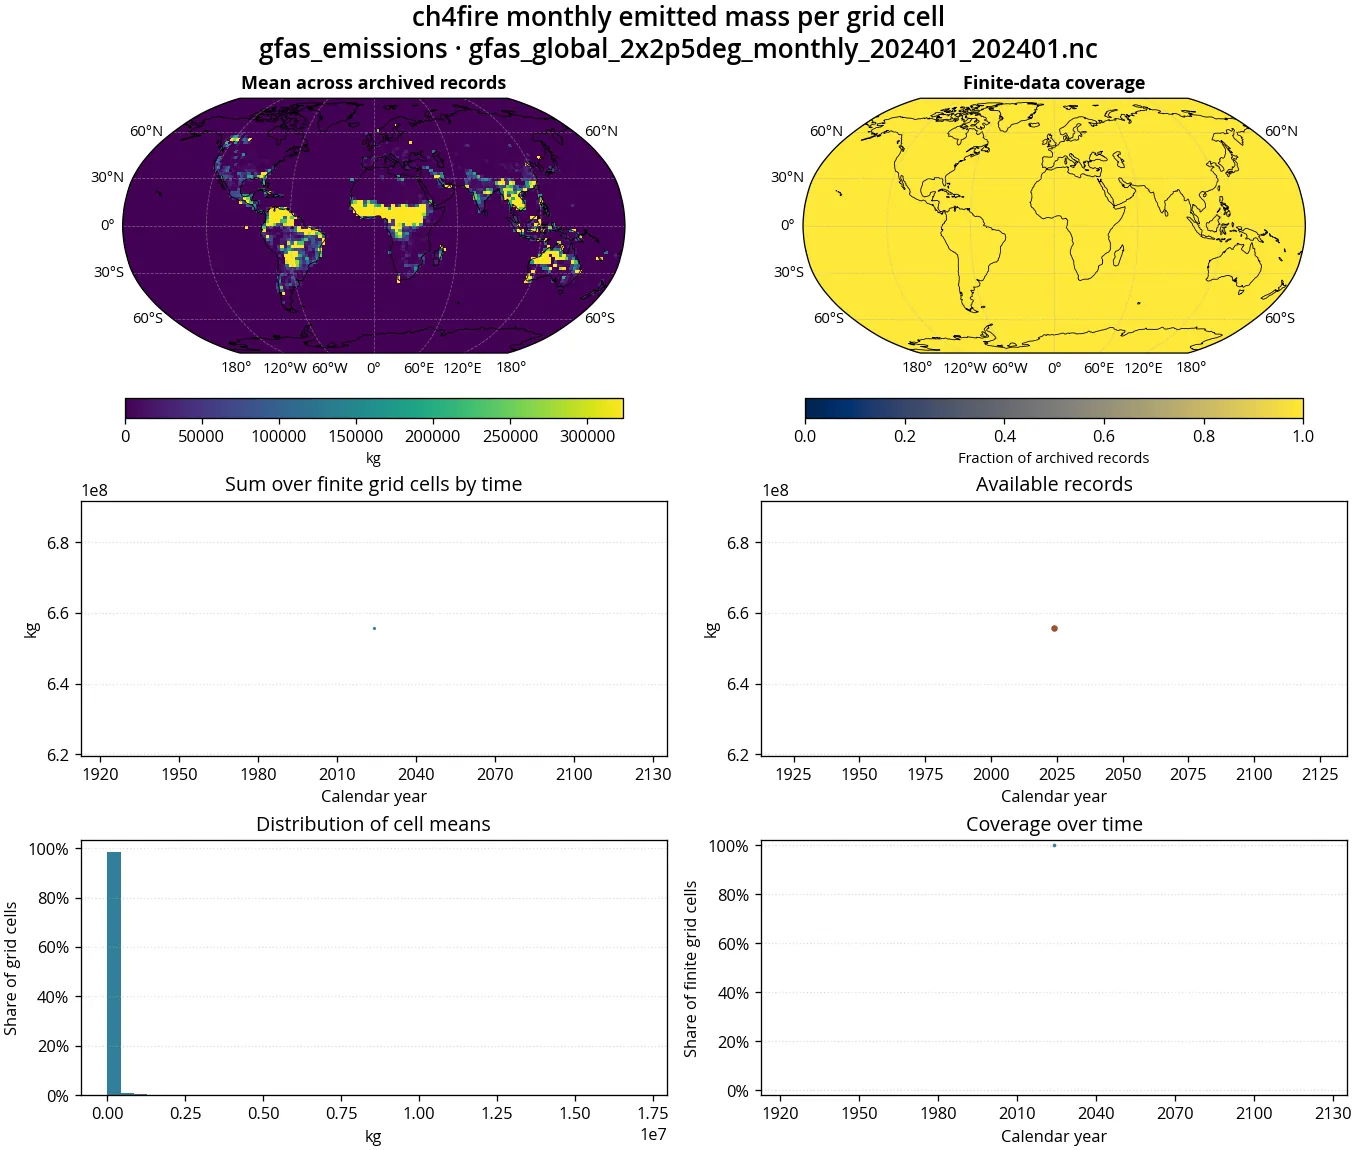 ch4fire monthly emitted mass per grid cell
gfas_emissions · gfas_global_2x2p5deg_monthly_202401_202401.nc
Mean across archived records
60°N 60°N
30°N
0°
30°S
60°S 60°S
180° 120°W 60°W 0° 60°E 120°E 180°
0 50000 100000 150000 200000 250000 300000
kg
Finite-data coverage
60°N 60°N
30°N
0°
30°S
60°S 60°S
180° 120°W 60°W 0° 60°E 120°E 180°
0.0 0.2 0.4 0.6 0.8 1.0
Fraction of archived records
Sum over finite grid cells by time
1e8
6.8
6.6
6.4
6.2
kg
1920 1950 1980 2010 2040 2070 2100 2130
Calendar year
Available records
1e8
6.8
6.6
6.4
6.2
kg
1925 1950 1975 2000 2025 2050 2075 2100 2125
Calendar year
Distribution of cell means
100%
80%
60%
40%
20%
0%
Share of grid cells
0.00 0.25 0.50 0.75 1.00 1.25 1.50 1.75
1e7
kg
Coverage over time
100%
80%
60%
40%
20%
0%
Share of finite grid cells
1920 1950 1980 2010 2040 2070 2100 2130
Calendar year